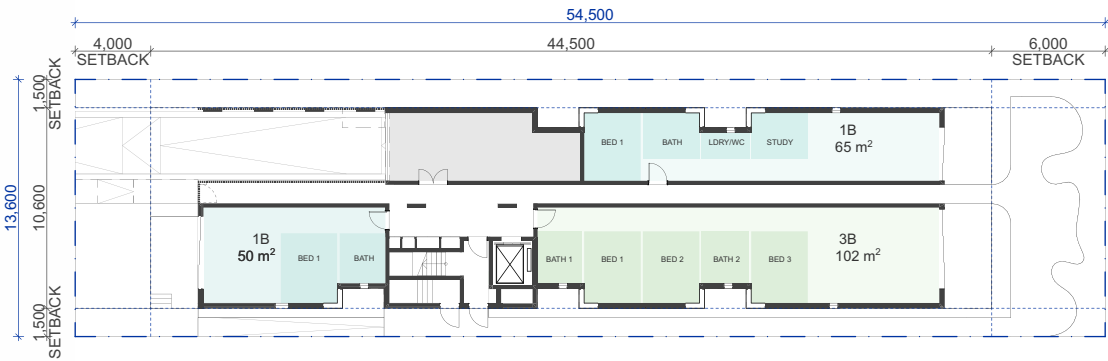 54,500
4,000
44,500
6,000
SETBACK
SETBACK
1,500
SETBACK
13,600
10,600
1,500
SETBACK
BED 1
BATH
LDRY/WC
STUDY
1B
65 m²
1B
50 m²
BED 1
BATH
BATH 1
BED 1
BED 2
BATH 2
BED 3
3B
102 m²